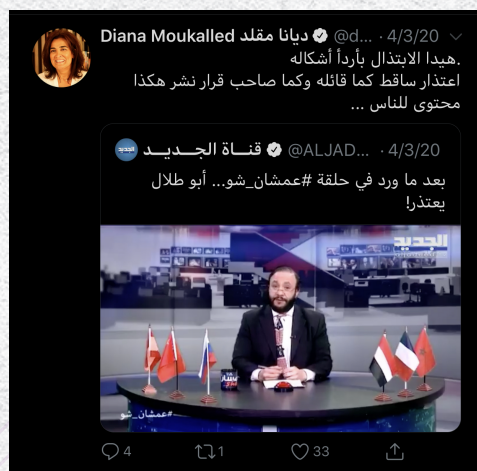 Diana Moukalled ديانا مقلد @d... · 4/3/20
.هيدا الابتذال بأردأ أشكاله
اعتذار ساقط كما قائله وكما صاحب قرار نشر هكذا
محتوى للناس ...
قنــاة الجــديــد @ALJAD... · 4/3/20
بعد ما ورد في حلقة #عمشان_شو... أبو طلال
يعتذر!
الجديد
#عمشان_شو
4 1 33